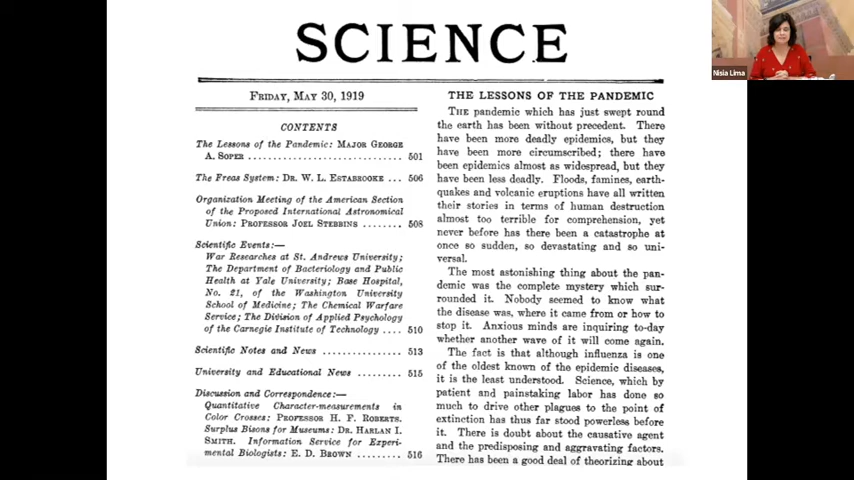 SCIENCE
FRIDAY, MAY 30, 1919
CONTENTS
The Lessons of the Pandemic: MAJOR GEORGE
A. SOPER .............................. 501
The Freas System: DR. W. L. ESTABROOKE ... 506
Organization Meeting of the American Section
of the Proposed International Astronomical
Union: PROFESSOR JOEL STEBBINS ........ 508
Scientific Events:—
War Researches at St. Andrews University;
The Department of Bacteriology and Public
Health at Yale University; Base Hospital,
No. 21, of the Washington University
School of Medicine; The Chemical Warfare
Service; The Division of Applied Psychology
of the Carnegie Institute of Technology .... 510
Scientific Notes and News ................ 513
University and Educational News ......... 515
Discussion and Correspondence:—
Quantitative Character-measurements in
Color Crosses: PROFESSOR H. F. ROBERTS.
Surplus Bisons for Museums: DR. HARLAN I.
SMITH. Information Service for Experi-
mental Biologists: E. D. BROWN ......... 516
THE LESSONS OF THE PANDEMIC
THE pandemic which has just swept round
the earth has been without precedent. There
have been more deadly epidemics, but they
have been more circumscribed; there have
been epidemics almost as widespread, but they
have been less deadly. Floods, famines, earth-
quakes and volcanic eruptions have all written
their stories in terms of human destruction
almost too terrible for comprehension, yet
never before has there been a catastrophe at
once so sudden, so devastating and so uni-
versal.
The most astonishing thing about the pan-
demic was the complete mystery which sur-
rounded it. Nobody seemed to know what
the disease was, where it came from or how to
stop it. Anxious minds are inquiring to-day
whether another wave of it will come again.
The fact is that although influenza is one
of the oldest known of the epidemic diseases,
it is the least understood. Science, which by
patient and painstaking labor has done so
much to drive other plagues to the point of
extinction has thus far stood powerless before
it. There is doubt about the causative agent
and the predisposing and aggravating factors.
There has been a good deal of theorizing about
Nisia Lima